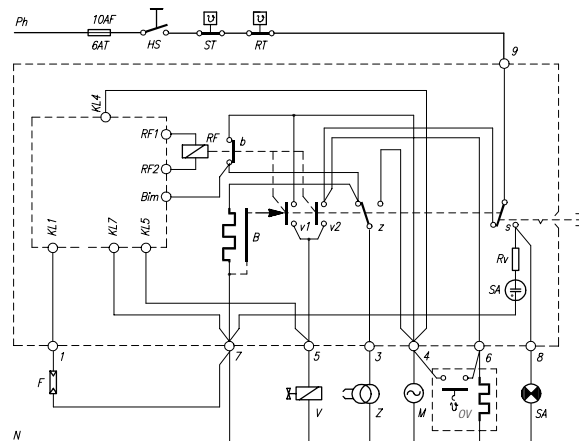 Ph
10AF
6AT
HS
ST
RT
9
KL4
RF1
RF
b
RF2
Bim
KL1
KL7
KL5
B
v1
v2
z
s
Rv
SA
1
7
5
3
4
6
8
F
V
Z
M
ϑ
OV
SA
N